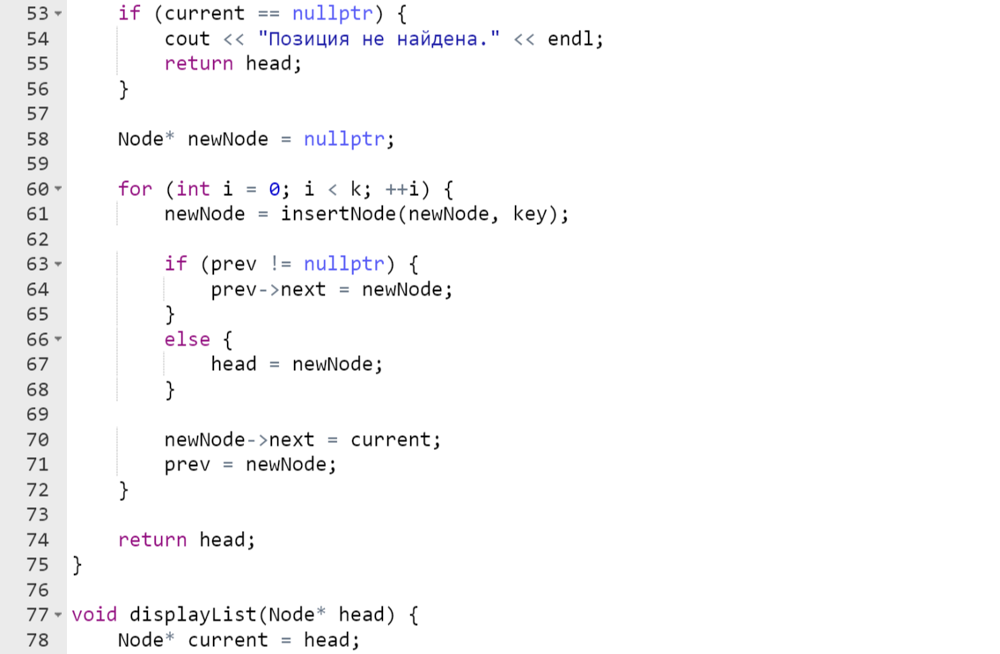 53 if (current == nullptr) {
54 cout << "Позиция не найдена." << endl;
55 return head;
56 }
57
58 Node* newNode = nullptr;
59
60 for (int i = 0; i < k; ++i) {
61 newNode = insertNode(newNode, key);
62
63 if (prev != nullptr) {
64 prev->next = newNode;
65 }
66 else {
67 head = newNode;
68 }
69
70 newNode->next = current;
71 prev = newNode;
72 }
73
74 return head;
75 }
76
77 void displayList(Node* head) {
78 Node* current = head;